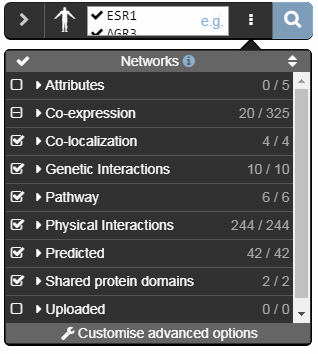 ESR1
e.g.
AGR3
Networks
Attributes 0 / 5
Co-expression 20 / 325
Co-localization 4 / 4
Genetic Interactions 10 / 10
Pathway 6 / 6
Physical Interactions 244 / 244
Predicted 42 / 42
Shared protein domains 2 / 2
Uploaded 0 / 0
Customise advanced options